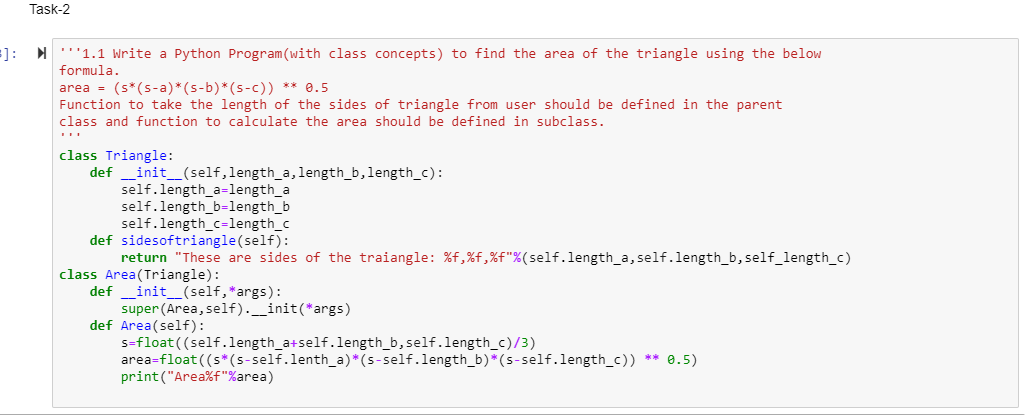 Task-2
]:
'''1.1 Write a Python Program(with class concepts) to find the area of the triangle using the below
formula.
area = (s*(s-a)*(s-b)*(s-c)) ** 0.5
Function to take the length of the sides of triangle from user should be defined in the parent
class and function to calculate the area should be defined in subclass.
'''
class Triangle:
    def __init__(self,length_a,length_b,length_c):
        self.length_a=length_a
        self.length_b=length_b
        self.length_c=length_c
    def sidesoftriangle(self):
        return "These are sides of the traiangle: %f,%f,%f"%(self.length_a,self.length_b,self_length_c)
class Area(Triangle):
    def __init__(self,*args):
        super(Area,self).__init(*args)
    def Area(self):
        s=float((self.length_a+self.length_b,self.length_c)/3)
        area=float((s*(s-self.lenth_a)*(s-self.length_b)*(s-self.length_c)) ** 0.5)
        print("Area%f"%area)